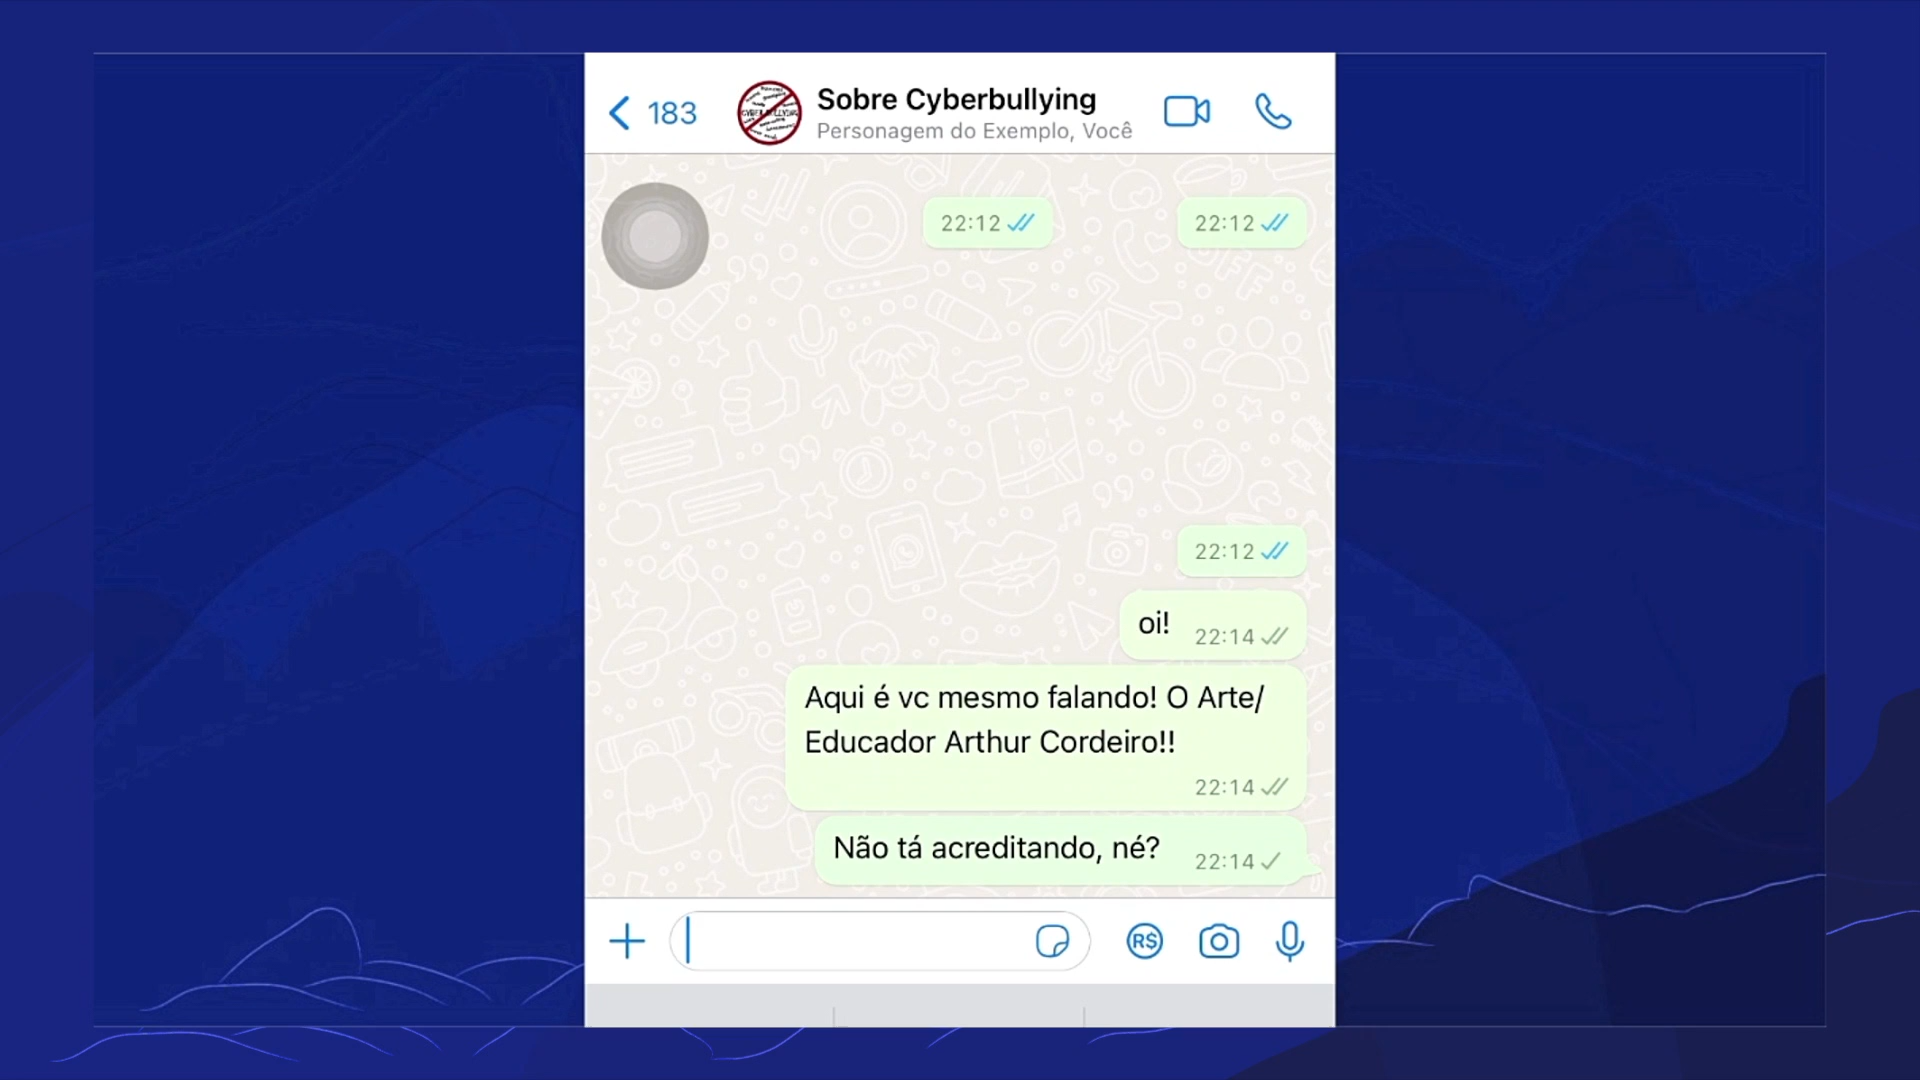 183
Sobre Cyberbullying
Personagem do Exemplo, Você
22:12
22:12
22:12
oi!
22:14
Aqui é vc mesmo falando! O Arte/
Educador Arthur Cordeiro!!
22:14
Não tá acreditando, né?
22:14
R$